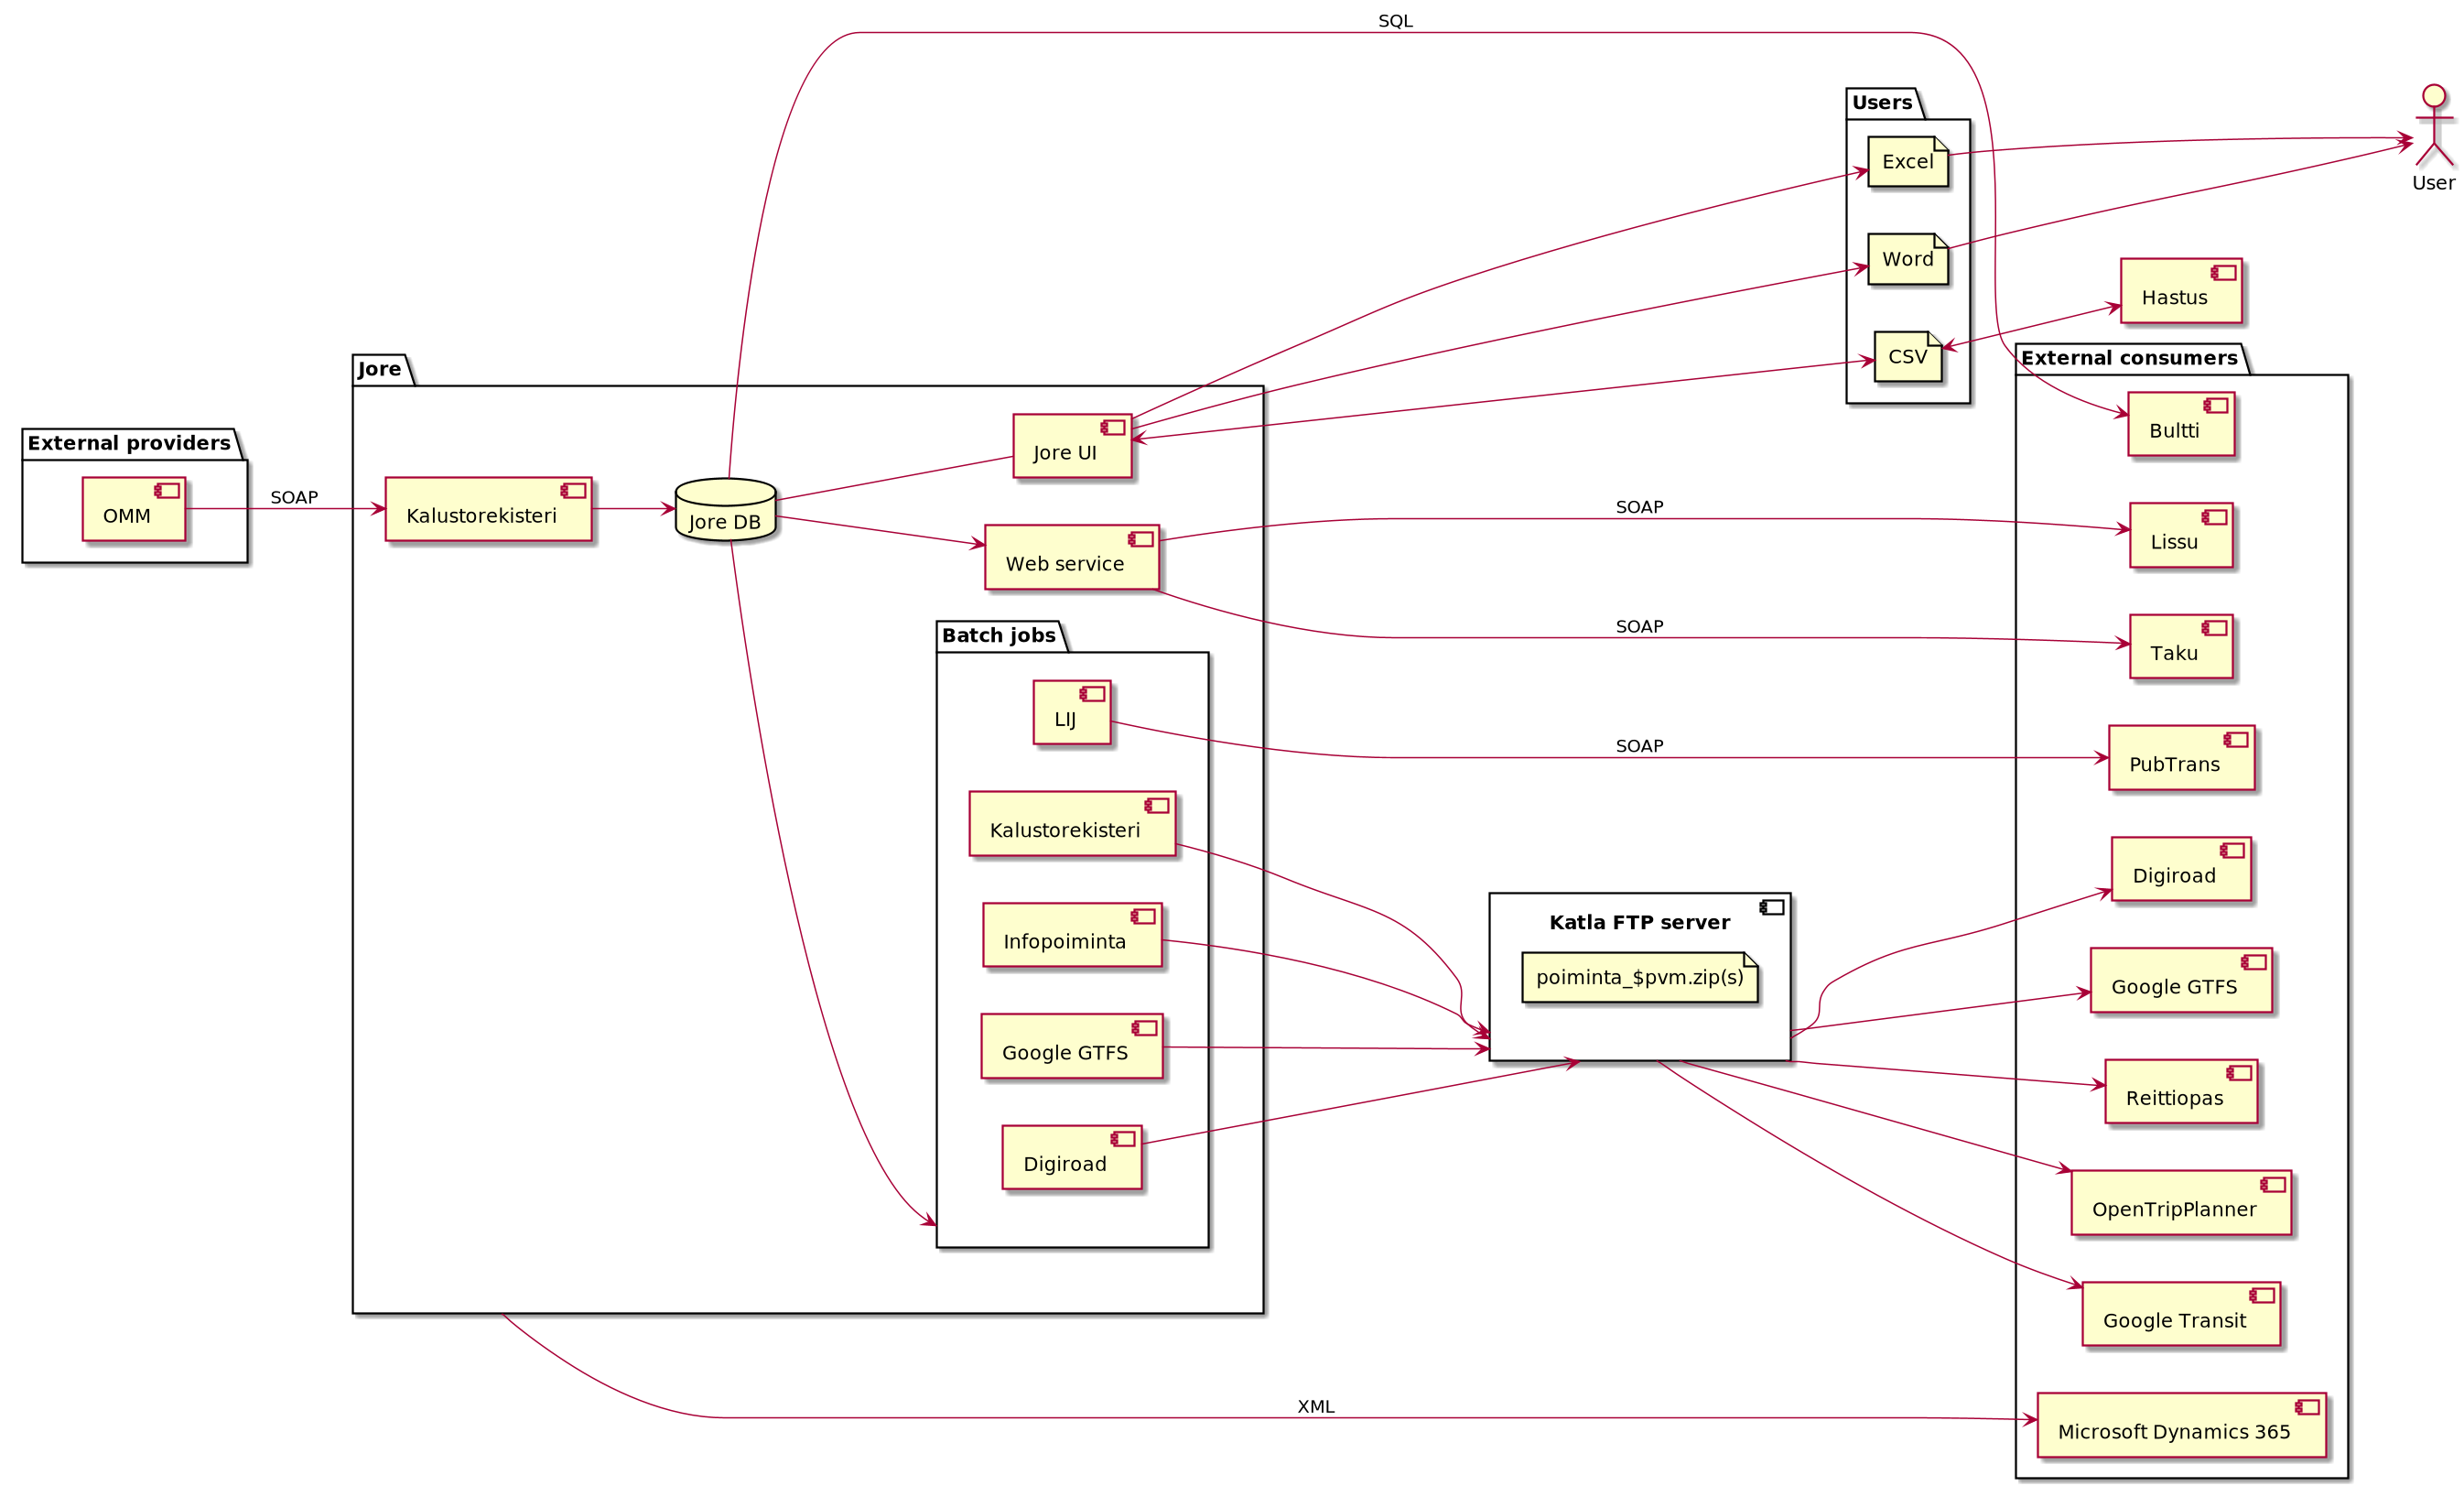 SQL
Users
Excel
User
Word
Hastus
CSV
External consumers
Jore
Bultti
External providers
Jore UI
OMM
SOAP
Kalustorekisteri
Jore DB
SOAP
Web service
Lissu
Batch jobs
SOAP
Taku
LIJ
SOAP
PubTrans
Kalustorekisteri
Digiroad
Katla FTP server
Infopoiminta
poiminta_$pvm.zip(s)
Google GTFS
Google GTFS
Reittiopas
Digiroad
OpenTripPlanner
Google Transit
XML
Microsoft Dynamics 365